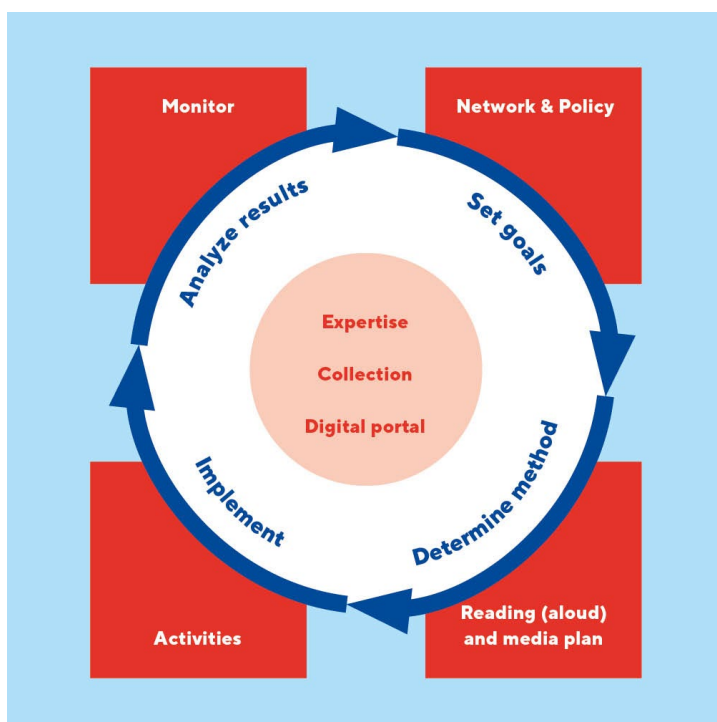 Monitor
Network & Policy
Analyze results
Set goals
Expertise
Collection
Digital portal
Implement
Determine method
Activities
Reading (aloud)
and media plan